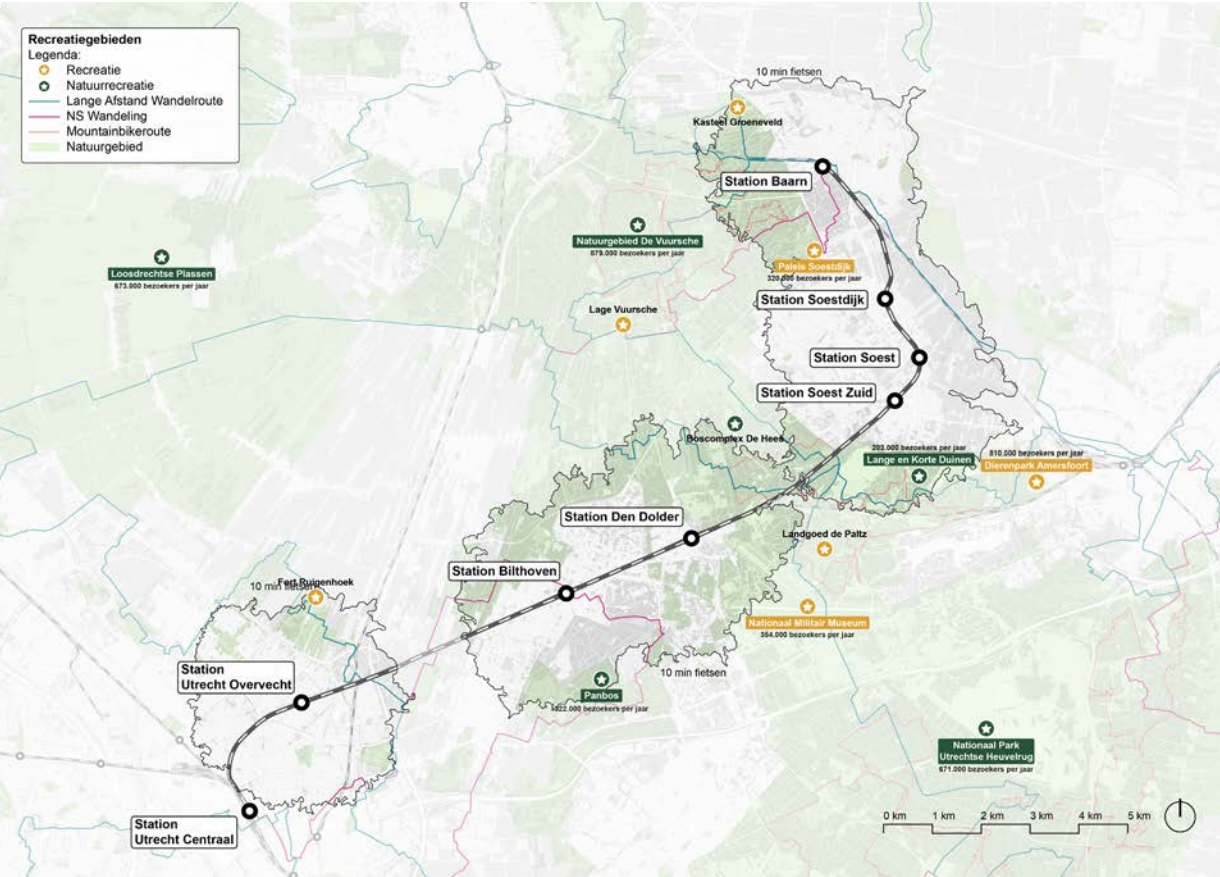 Recreatiegebieden
Legenda:
Recreatie
Natuurrecreatie
Lange Afstand Wandelroute
NS Wandeling
Mountainbikeroute
Natuurgebied
10 min fietsen
Kasteel Groeneveld
Station Baarn
Natuurgebied De Vuursche
879.000 bezoekers per jaar
Paleis Soestdijk
320.000 bezoekers per jaar
Loosdrechtse Plassen
673.000 bezoekers per jaar
Station Soestdijk
Lage Vuursche
Station Soest
Station Soest Zuid
Boscomplex De Hees
203.000 bezoekers per jaar
Lange en Korte Duinen
810.000 bezoekers per jaar
Dierenpark Amersfoort
Station Den Dolder
Landgoed de Paltz
Station Bilthoven
10 min fietsen
Fort Ruigenhoek
Nationaal Militair Museum
364.000 bezoekers per jaar
Station
Utrecht Overvecht
10 min fietsen
Panbos
bezoekers per jaar
Nationaal Park
Utrechtse Heuvelrug
671.000 bezoekers per jaar
0 km 1 km 2 km 3 km 4 km 5 km
Station
Utrecht Centraal